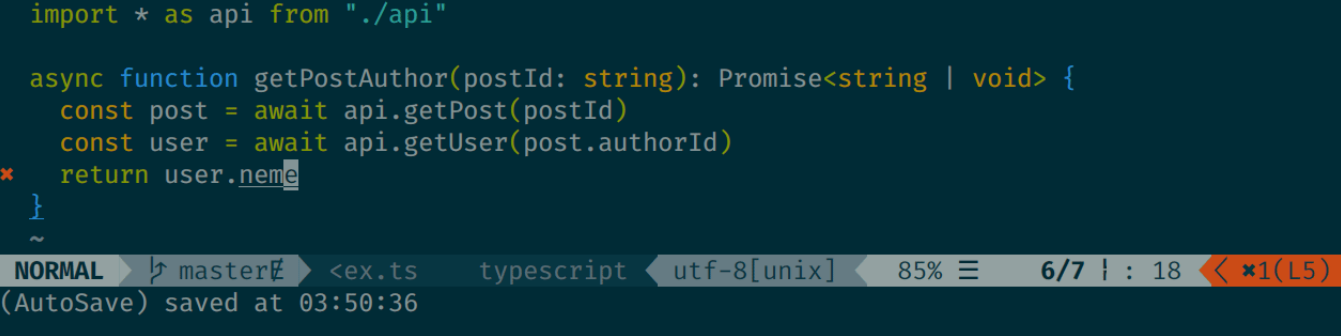 import * as api from "./api"
async function getPostAuthor(postId: string): Promise<string | void> {
const post = await api.getPost(postId)
const user = await api.getUser(post.authorId)
✖ return user.neme
}
~
NORMAL master <ex.ts typescript utf-8[unix] 85% ☰ 6/7 : 18 ✖1(L5)
(AutoSave) saved at 03:50:36